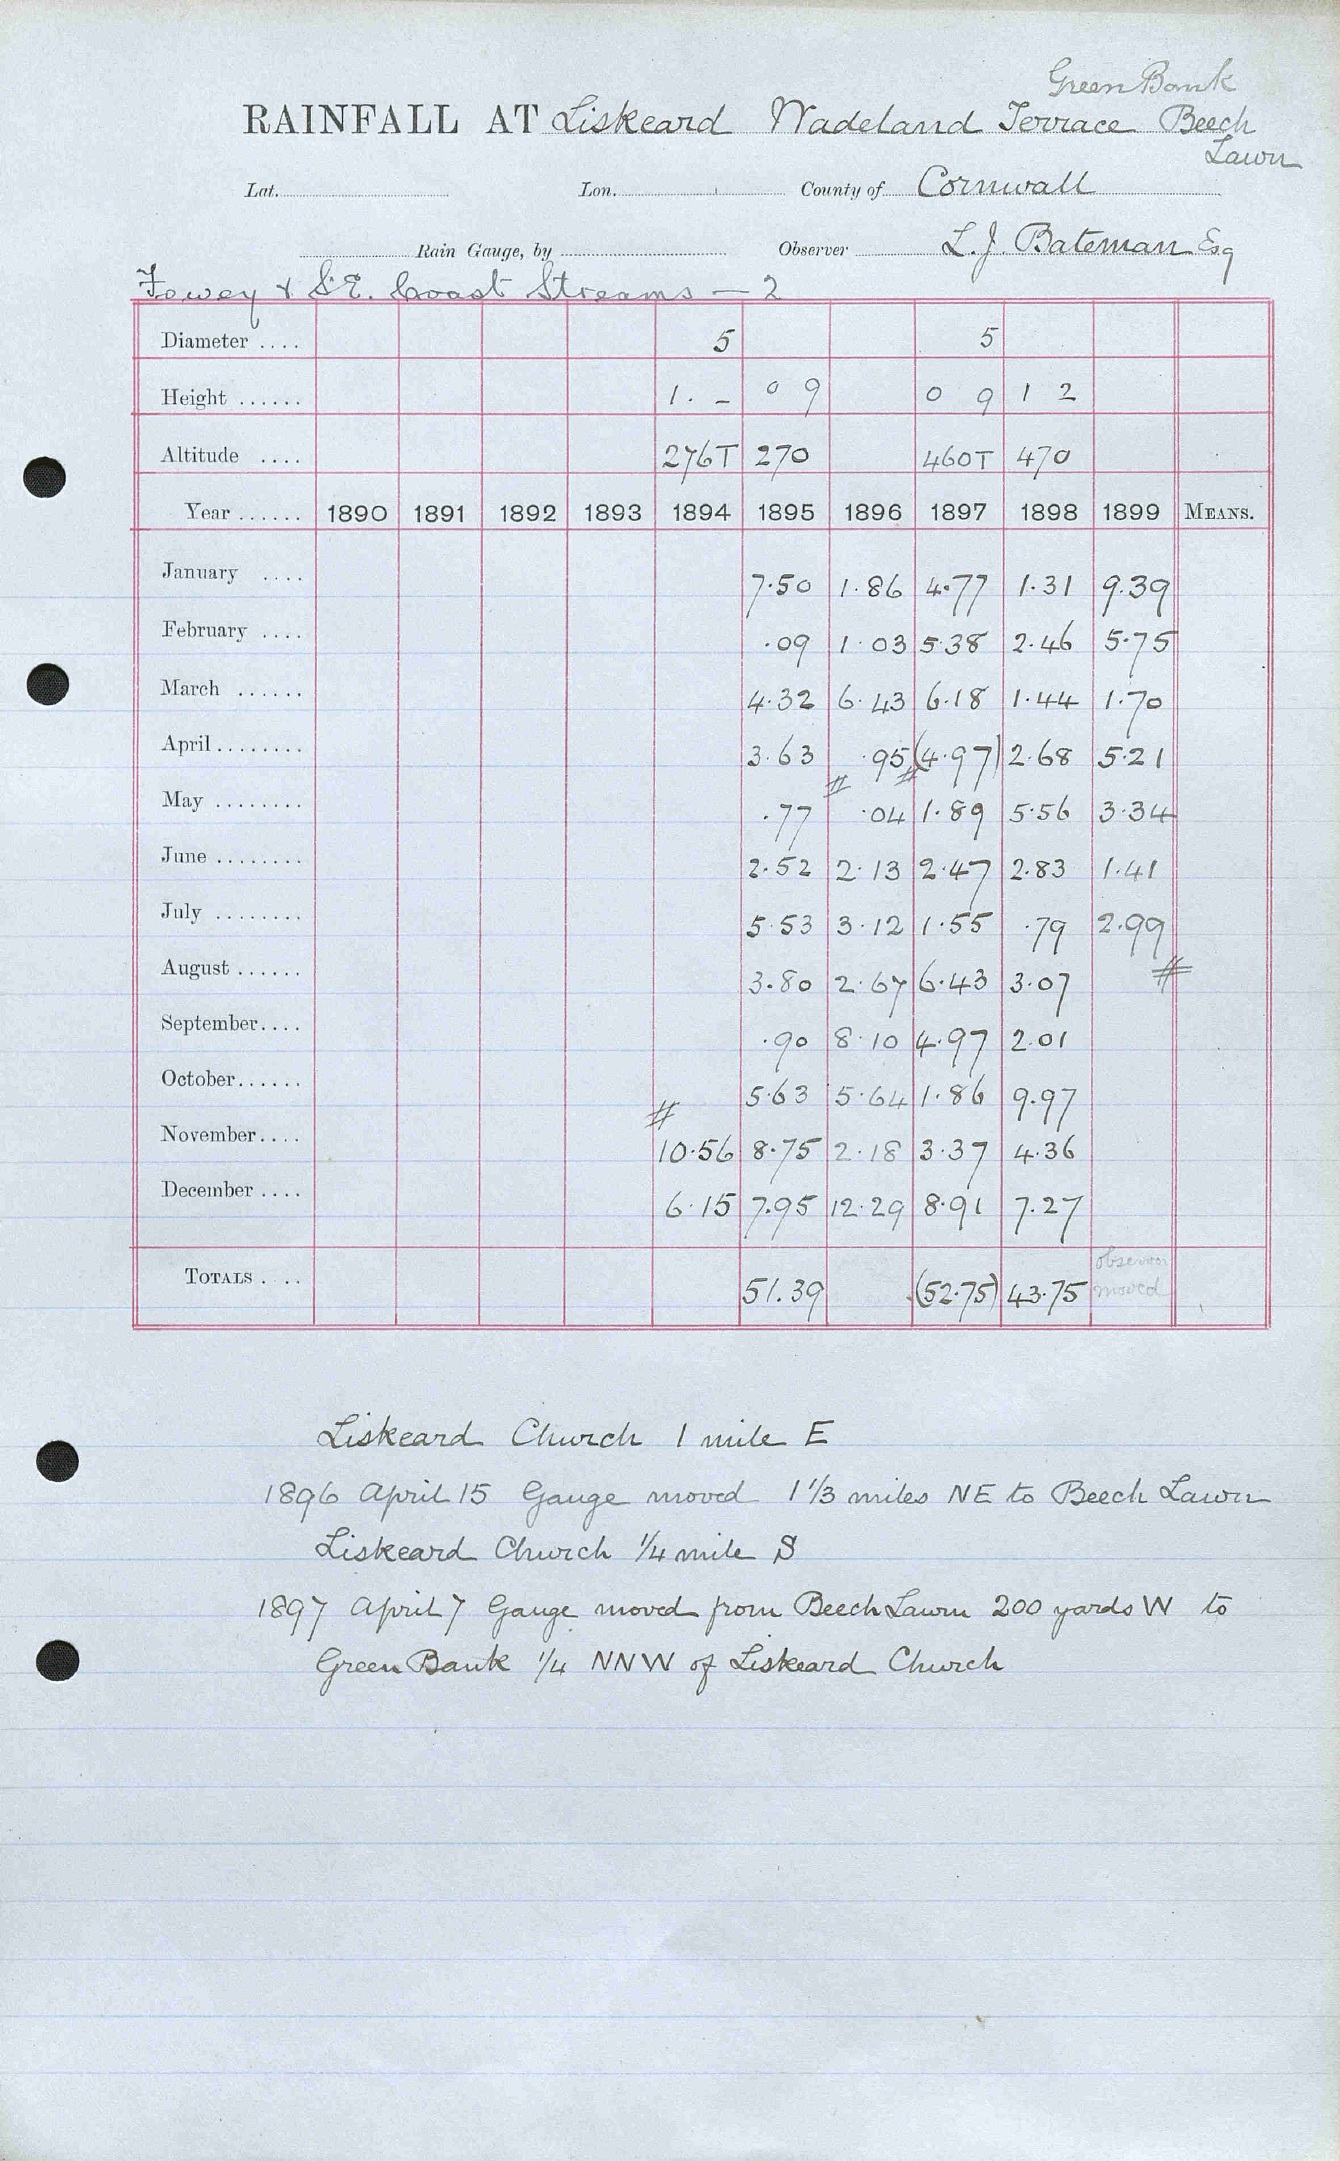 Green Bank
RAINFALL AT Liskeard Wadeland Terrace Beech
Lawn
Lat. Lon. County of Cornwall
Rain Gauge, by Observer L. J. Bateman Esq
Fowey & S.E. Coast Streams — 2
Diameter .... 5 5
Height ...... 1. - 0 9 0 9 1 2
Altitude .... 276T 270 460T 470
Year ...... 1890 1891 1892 1893 1894 1895 1896 1897 1898 1899 MEANS.
January .... 7.50 1.86 4.77 1.31 9.39
February .... .09 1.03 5.38 2.46 5.75
March ...... 4.32 6.43 6.18 1.44 1.70
April ........ 3.63 .95 (4.97) 2.68 5.21
May ........ .77 .04 1.89 5.56 3.34
June ........ 2.52 2.13 2.47 2.83 1.41
July ........ 5.53 3.12 1.55 .79 2.99
August ...... 3.80 2.67 6.43 3.07
September.... .90 8.10 4.97 2.01
October...... 5.63 5.64 1.86 9.97
November.... 10.56 8.75 2.18 3.37 4.36
December .... 6.15 7.95 12.29 8.91 7.27
TOTALS .... 51.39 (52.75) 43.75 observer moved
Liskeard Church 1 mile E
1896 April 15 Gauge moved 1 1/3 miles NE to Beech Lawn
Liskeard Church 1/4 mile S
1897 April 7 Gauge moved from Beech Lawn 200 yards W to
Green Bank 1/4 NNW of Liskeard Church